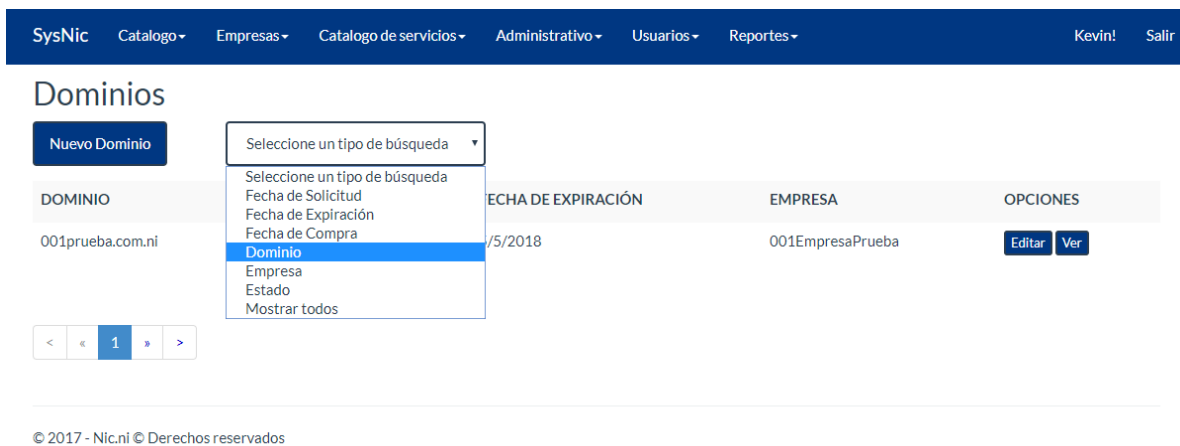 SysNic Catalogo Empresas Catalogo de servicios Administrativo Usuarios Reportes Kevin! Salir
Dominios
Nuevo Dominio
Seleccione un tipo de búsqueda
Seleccione un tipo de búsqueda
Fecha de Solicitud
Fecha de Expiración
Fecha de Compra
Dominio
Empresa
Estado
Mostrar todos
DOMINIO FECHA DE EXPIRACIÓN EMPRESA OPCIONES
001prueba.com.ni /5/2018 001EmpresaPrueba Editar Ver
< « 1 » >
© 2017 - Nic.ni © Derechos reservados